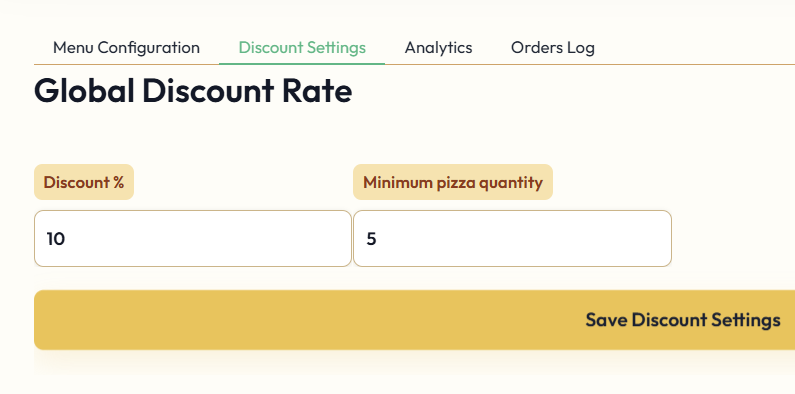 Menu Configuration Discount Settings Analytics Orders Log
Global Discount Rate
Discount % Minimum pizza quantity
10 5
Save Discount Settings